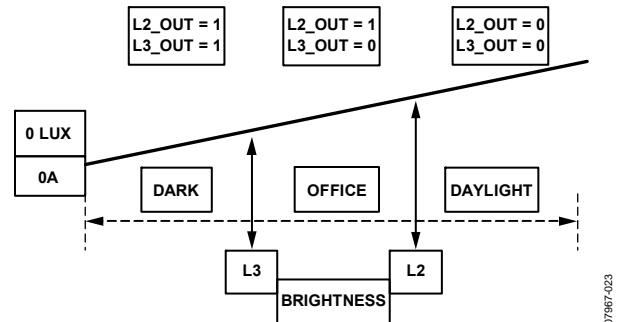 L2_OUT = 1
L3_OUT = 1
L2_OUT = 1
L3_OUT = 0
L2_OUT = 0
L3_OUT = 0
0 LUX
0A
DARK
OFFICE
DAYLIGHT
L3
L2
BRIGHTNESS
07967-023